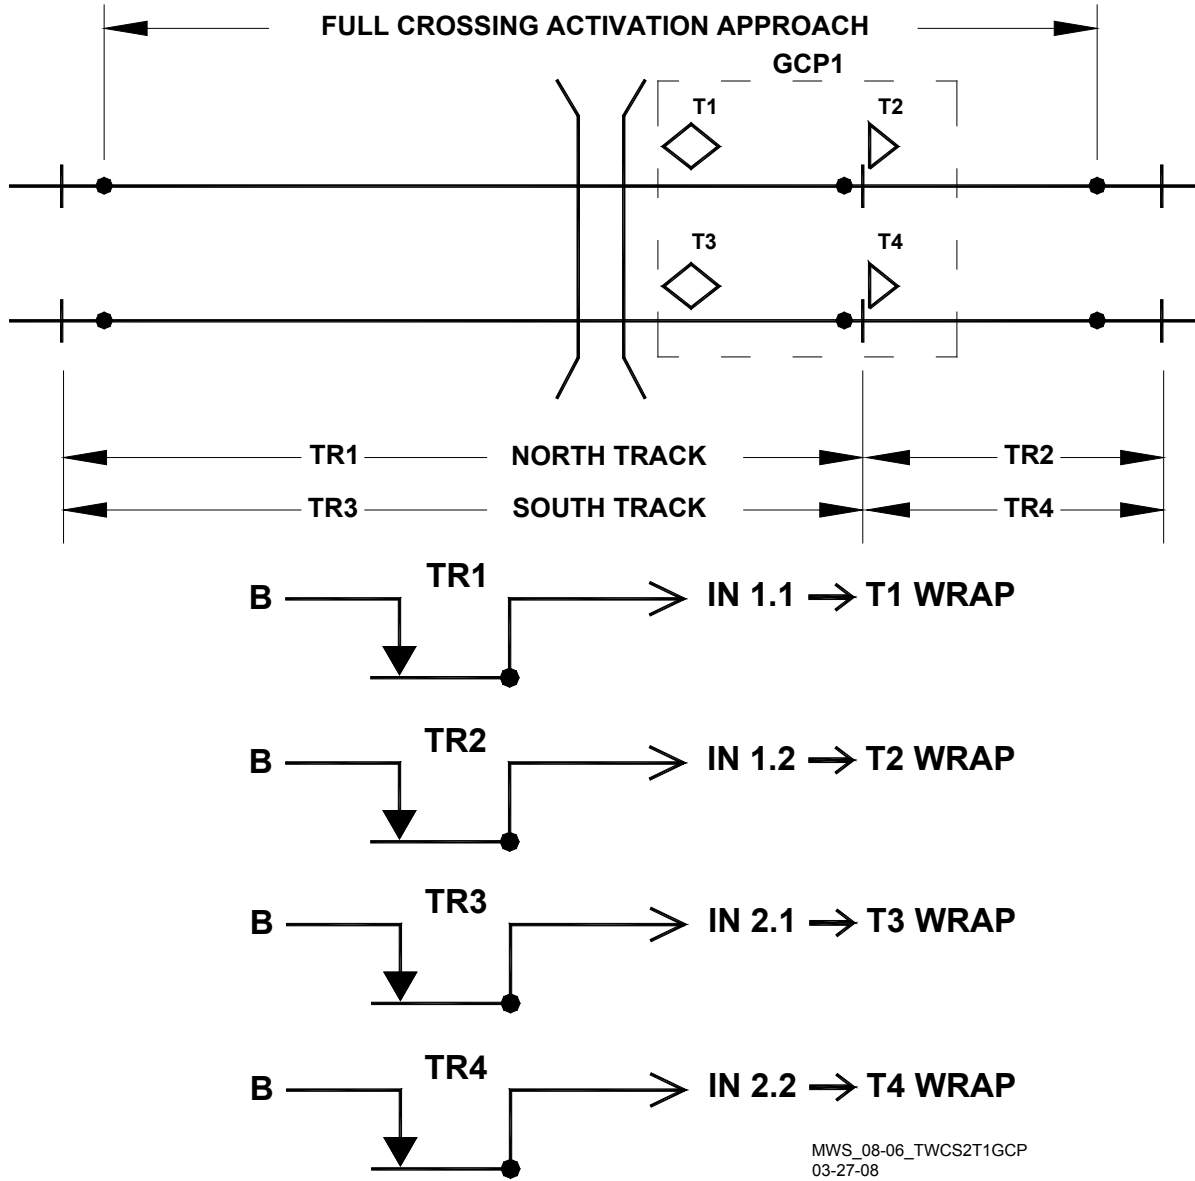 FULL CROSSING ACTIVATION APPROACH
GCP1
T1 T2
T3 T4
TR1 NORTH TRACK TR2
TR3 SOUTH TRACK TR4
TR1
B IN 1.1 → T1 WRAP
TR2
B IN 1.2 → T2 WRAP
TR3
B IN 2.1 → T3 WRAP
TR4
B IN 2.2 → T4 WRAP
MWS_08-06_TWCS2T1GCP
03-27-08